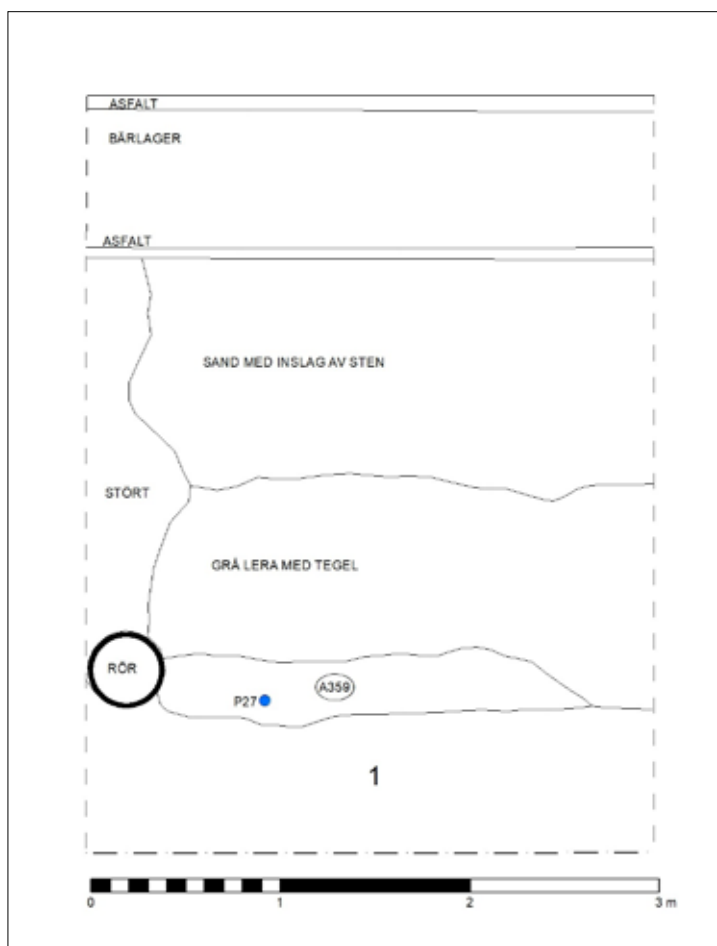 ASFALT
BÄRLAGER
ASFALT
SAND MED INSLAG AV STEN
STÖRT
GRÅ LERA MED TEGEL
RÖR
A359
P27
1
0 1 2 3 m